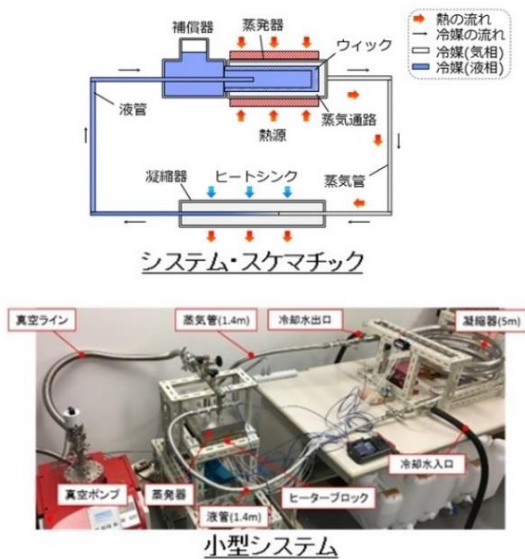 補償器
蒸発器
ウィック
液管
熱源
蒸気通路
蒸気管
凝縮器
ヒートシンク
熱の流れ
冷媒の流れ
冷媒(気相)
冷媒(液相)
システム・スケマチック
真空ライン
蒸気管(1.4m)
冷却水出口
凝縮器(5m)
真空ポンプ
蒸発器
液管(1.4m)
ヒーターブロック
冷却水入口
小型システム